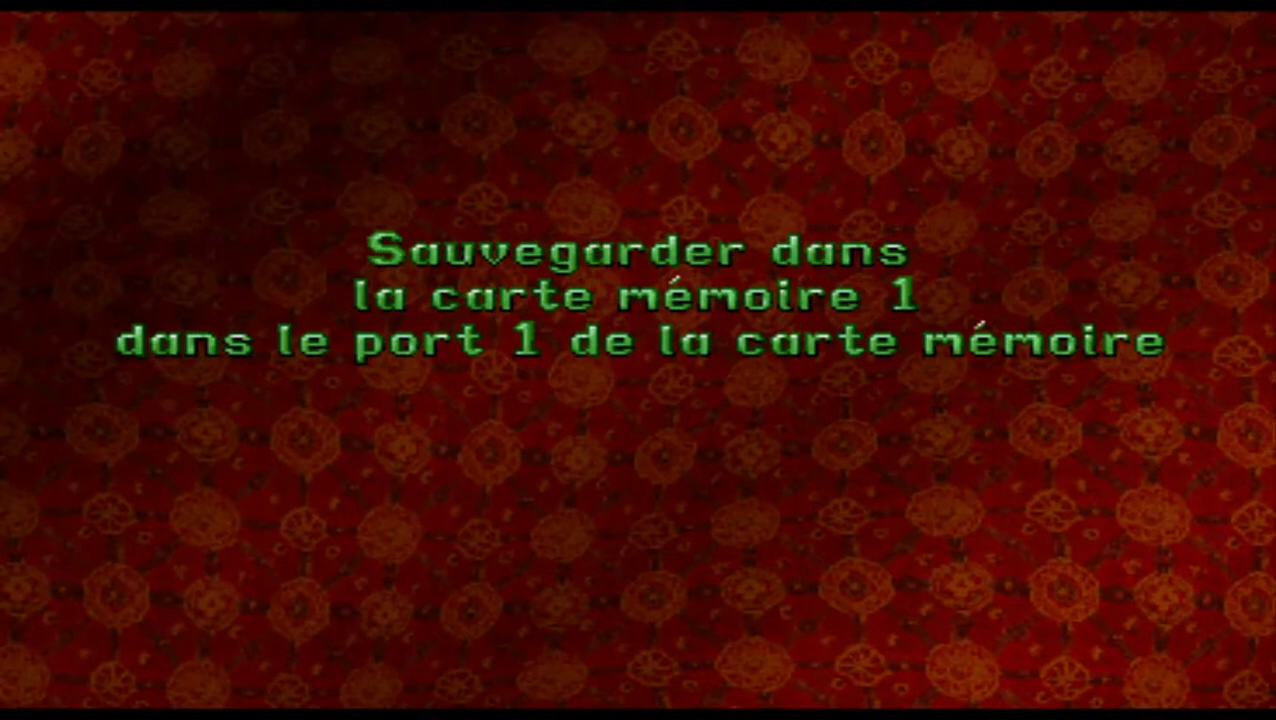 Sauvegarder dans
la carte mémoire 1
dans le port 1 de la carte mémoire